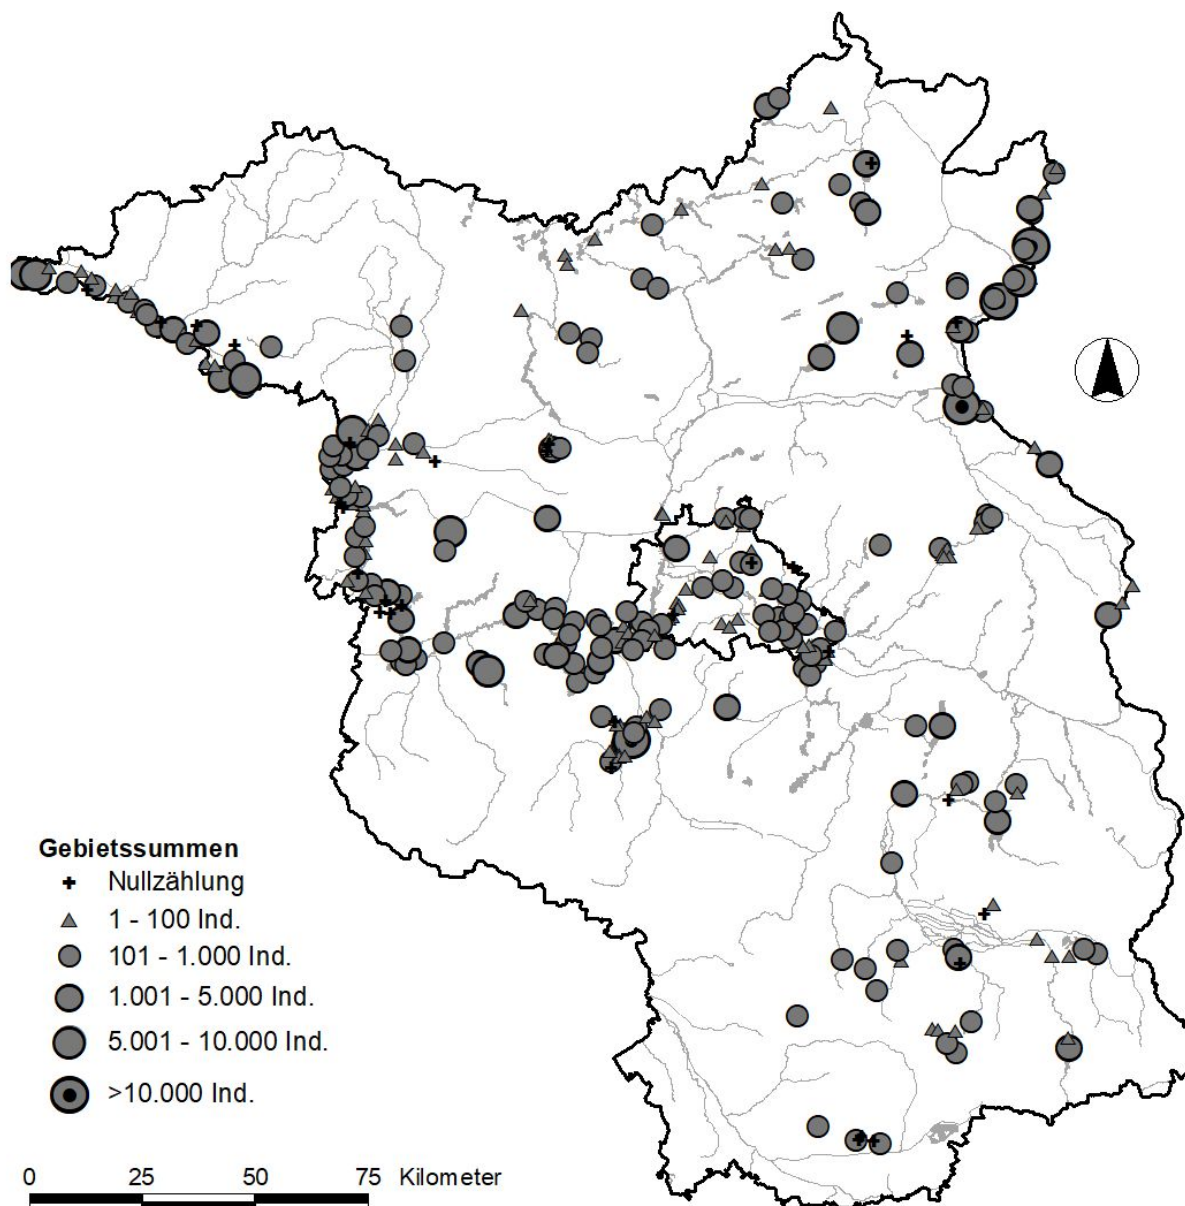 Gebietssummen
Nullzählung
1 - 100 Ind.
101 - 1.000 Ind.
1.001 - 5.000 Ind.
5.001 - 10.000 Ind.
>10.000 Ind.
0 25 50 75 Kilometer